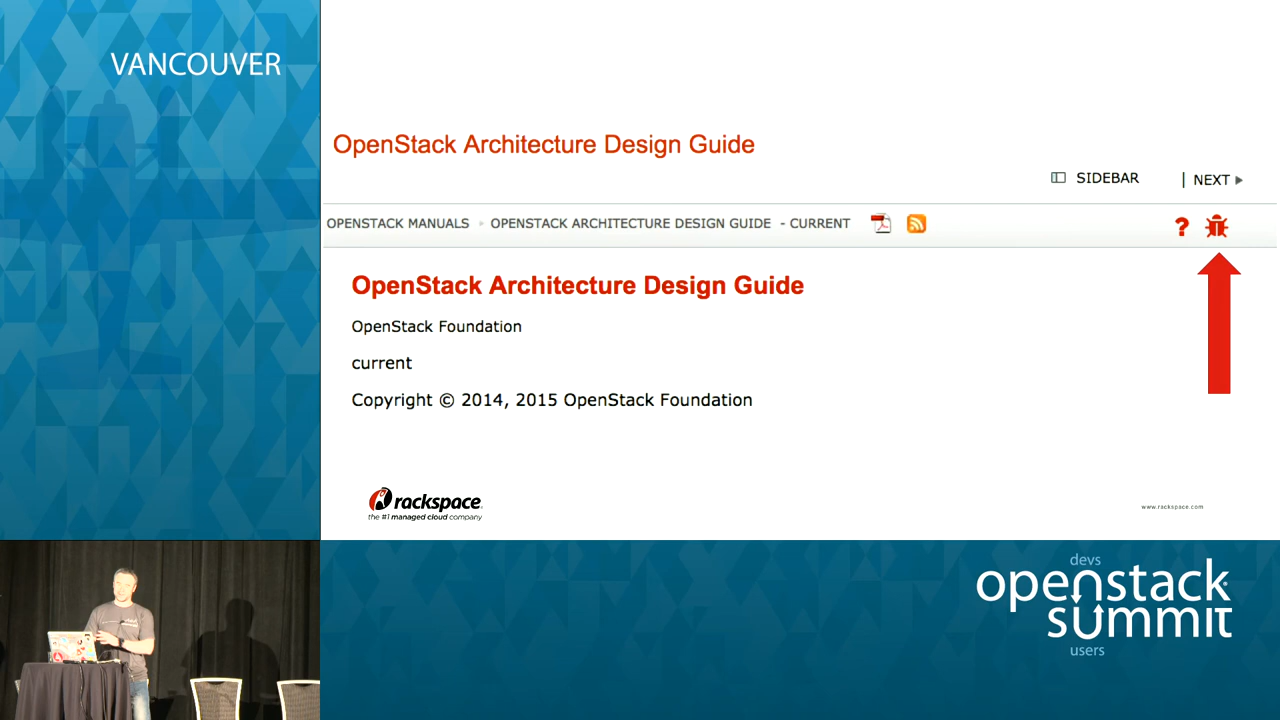 VANCOUVER
OpenStack Architecture Design Guide
SIDEBAR | NEXT
OPENSTACK MANUALS OPENSTACK ARCHITECTURE DESIGN GUIDE - CURRENT
?
OpenStack Architecture Design Guide
OpenStack Foundation
current
Copyright © 2014, 2015 OpenStack Foundation
rackspace
the #1 managed cloud company
www.rackspace.com
devs
openstack
summit
users